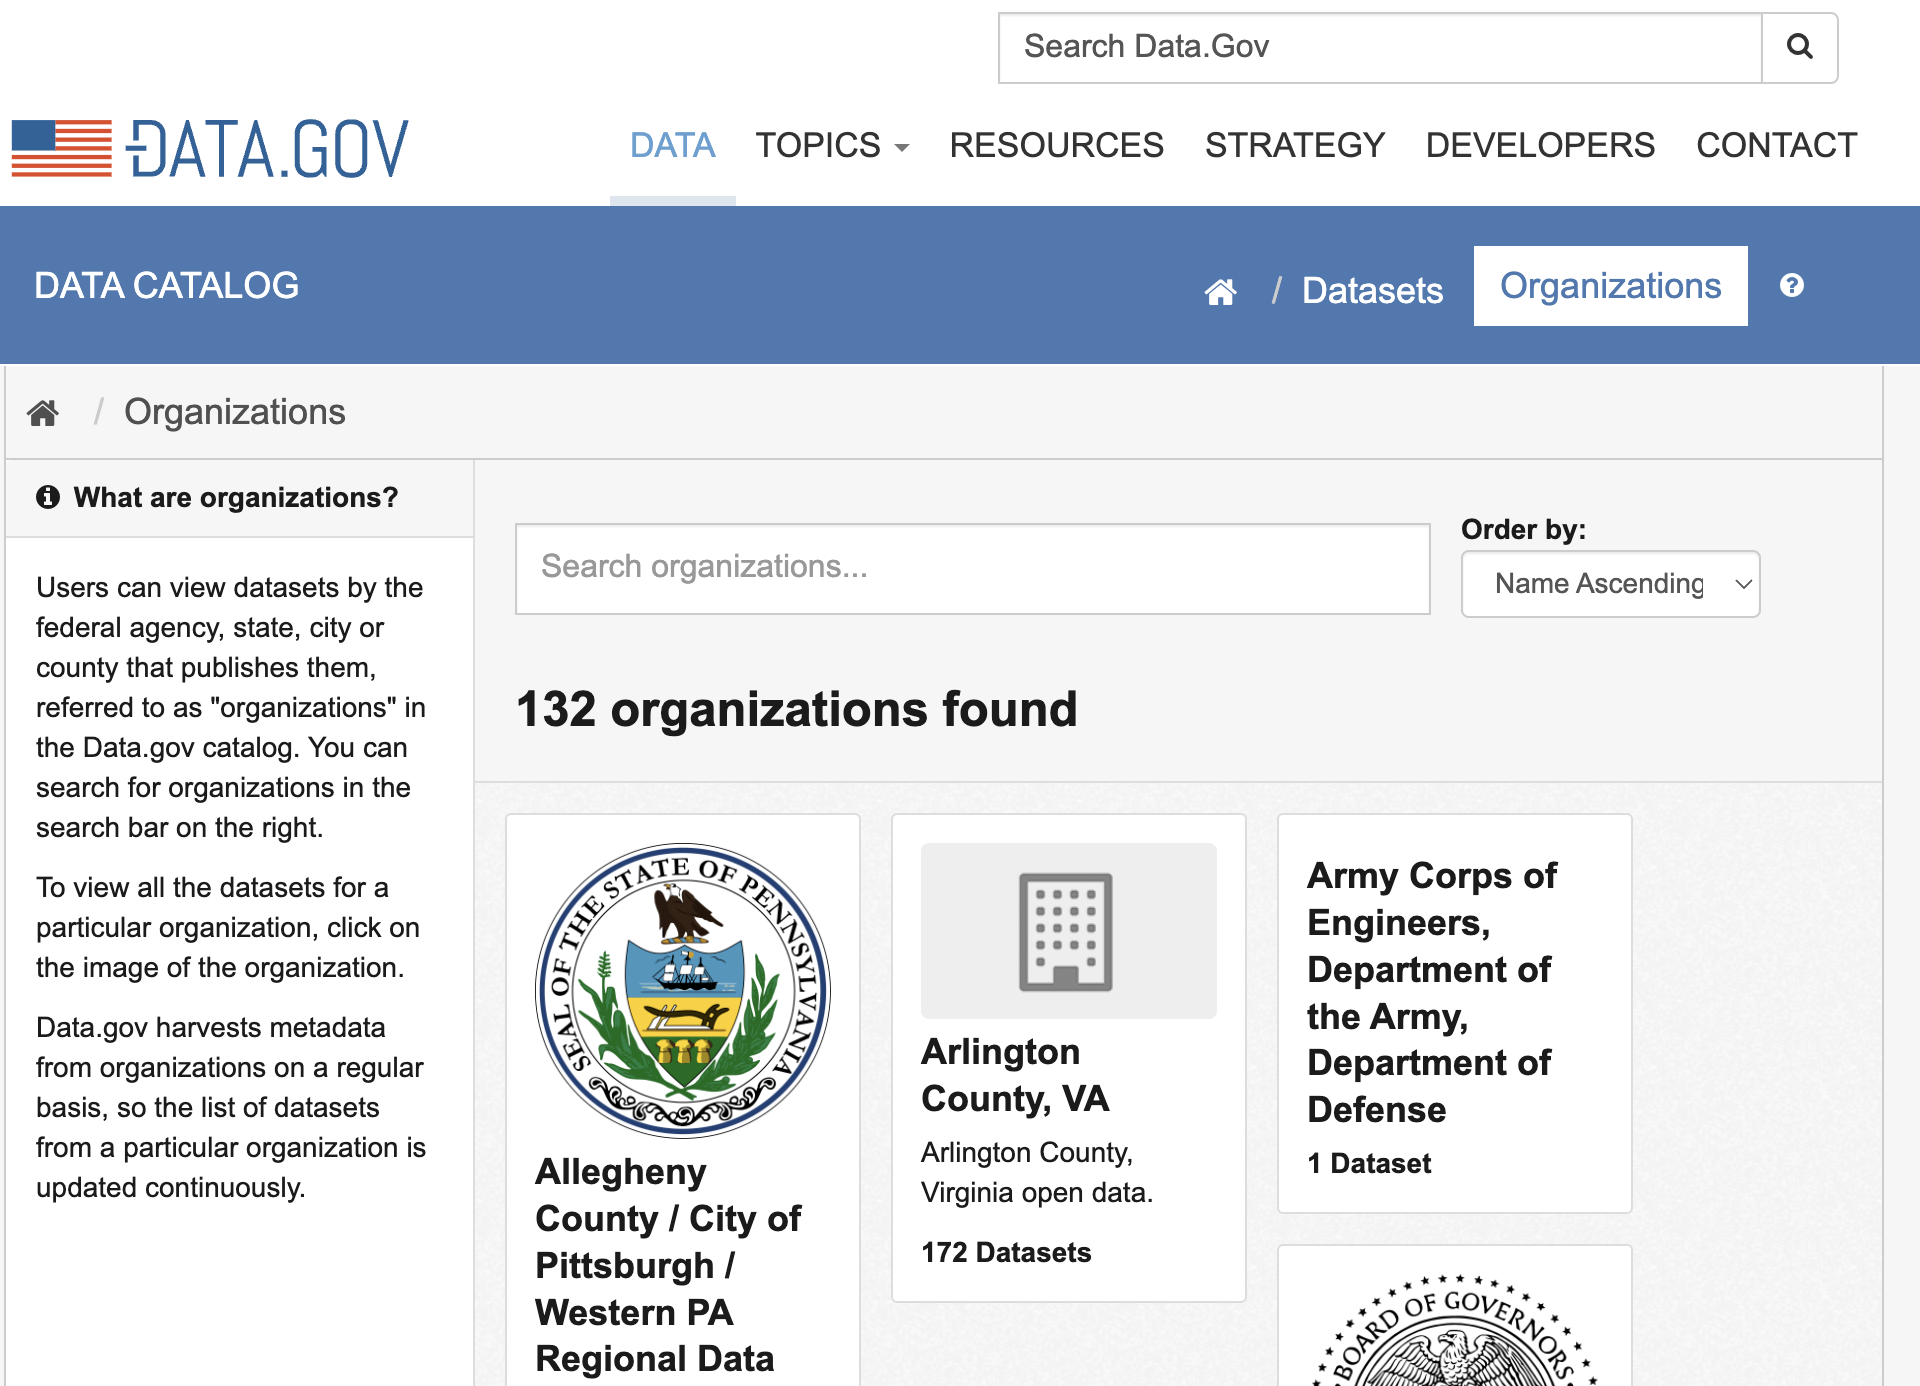 Search Data.Gov
DATA.GOV
DATA
TOPICS
RESOURCES
STRATEGY
DEVELOPERS
CONTACT
DATA CATALOG
/ Datasets
Organizations
/ Organizations
What are organizations?
Users can view datasets by the
federal agency, state, city or
county that publishes them,
referred to as "organizations" in
the Data.gov catalog. You can
search for organizations in the
search bar on the right.
To view all the datasets for a
particular organization, click on
the image of the organization.
Data.gov harvests metadata
from organizations on a regular
basis, so the list of datasets
from a particular organization is
updated continuously.
Search organizations...
Order by:
Name Ascending
132 organizations found
SEAL OF THE STATE OF PENNSYLVANIA
Allegheny
County / City of
Pittsburgh /
Western PA
Regional Data
Arlington
County, VA
Arlington County,
Virginia open data.
172 Datasets
Army Corps of
Engineers,
Department of
the Army,
Department of
Defense
1 Dataset
BOARD OF GOVERNORS